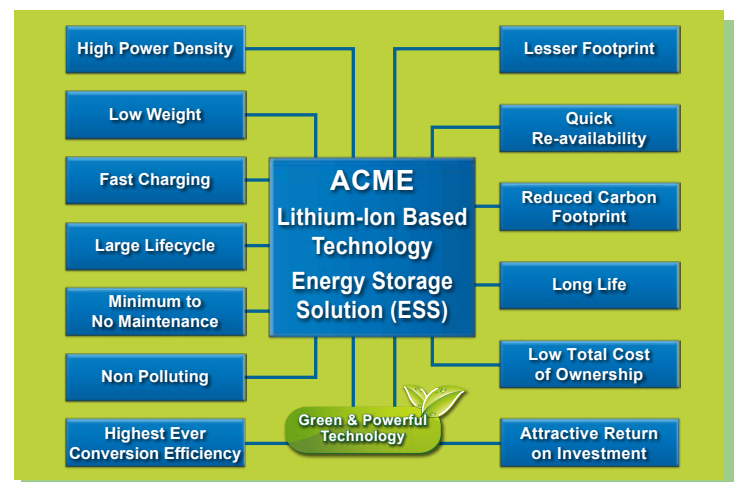 High Power Density
Low Weight
Fast Charging
Large Lifecycle
Minimum to
No Maintenance
Non Polluting
Highest Ever
Conversion Efficiency
ACME
Lithium-Ion Based
Technology
Energy Storage
Solution (ESS)
Green & Powerful
Technology
Lesser Footprint
Quick
Re-availability
Reduced Carbon
Footprint
Long Life
Low Total Cost
of Ownership
Attractive Return
on Investment